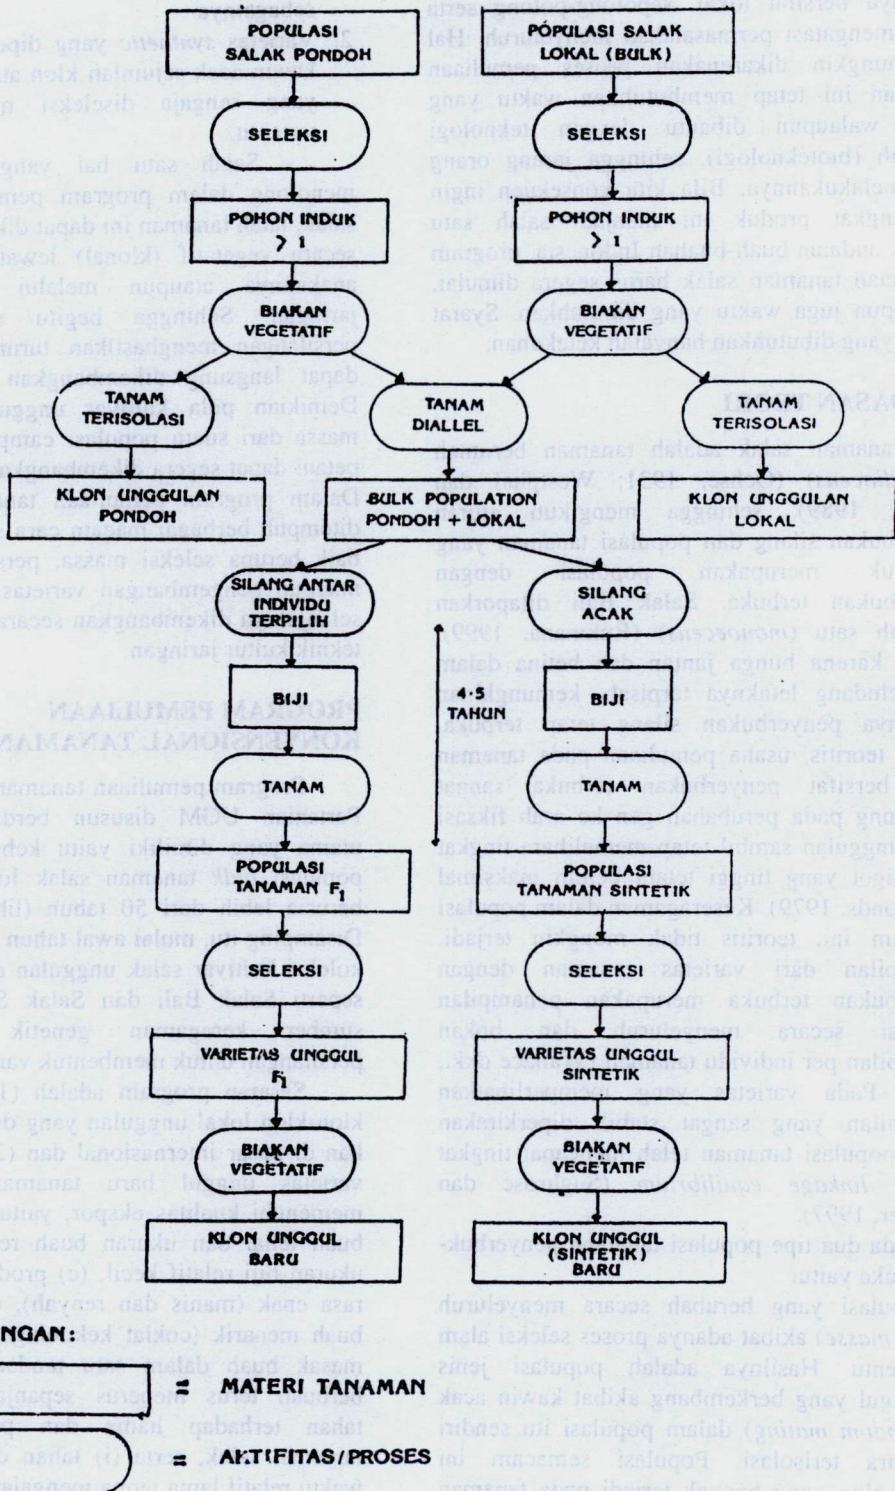 POPULASI
SALAK PONDOH
POPULASI SALAK
SELEKSI
SELEKSI
POHON INDUK
> 1
POHON INDUK
> 1
BIAKAN
VEGETATIF
BIAKAN
VEGETATIF
TANAM
TERISOLASI
TANAM
DIALLEL
TANAM
TERISOLASI
KLON UNGGULAN
PONDOH
BULK POPULATION
PONDOH + LOKAL
KLON UNGGULAN
LOKAL
SILANG ANTAR
INDIVIDU
TERPILIH
SILANG
ACAK
BIJI
4-5
TAHUN
BIJI
TANAM
TANAM
POPULASI
TANAMAN F1
POPULASI
TANAMAN SINTETIK
SELEKSI
SELEKSI
VARIETAS UNGGUL
F1
VARIETAS UNGGUL
SINTETIK
BIAKAN
VEGETATIF
BIAKAN
VEGETATIF
KLON UNGGUL
BARU
KLON UNGGUL
(SINTETIK)
BARU
NGAN:
= MATERI TANAMAN
= AKTIFITAS/PROSES